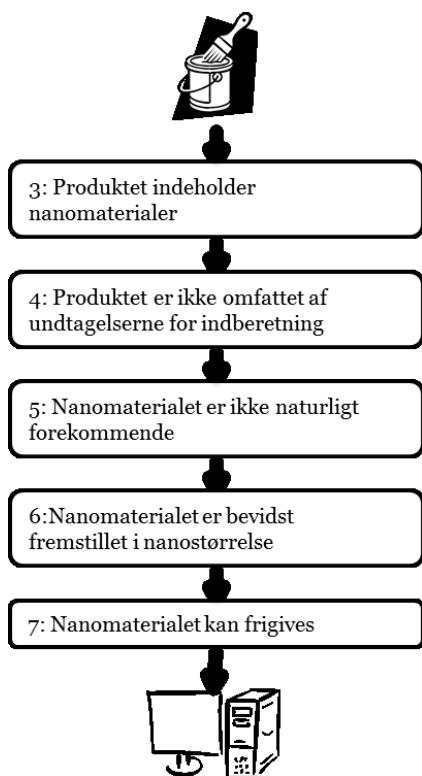 3: Produktet indeholder
nanomaterialer
4: Produktet er ikke omfattet af
undtagelserne for indberetning
5: Nanomaterialet er ikke naturligt
forekommende
6:Nanomaterialet er bevidst
fremstillet i nanostørrelse
7: Nanomaterialet kan frigives